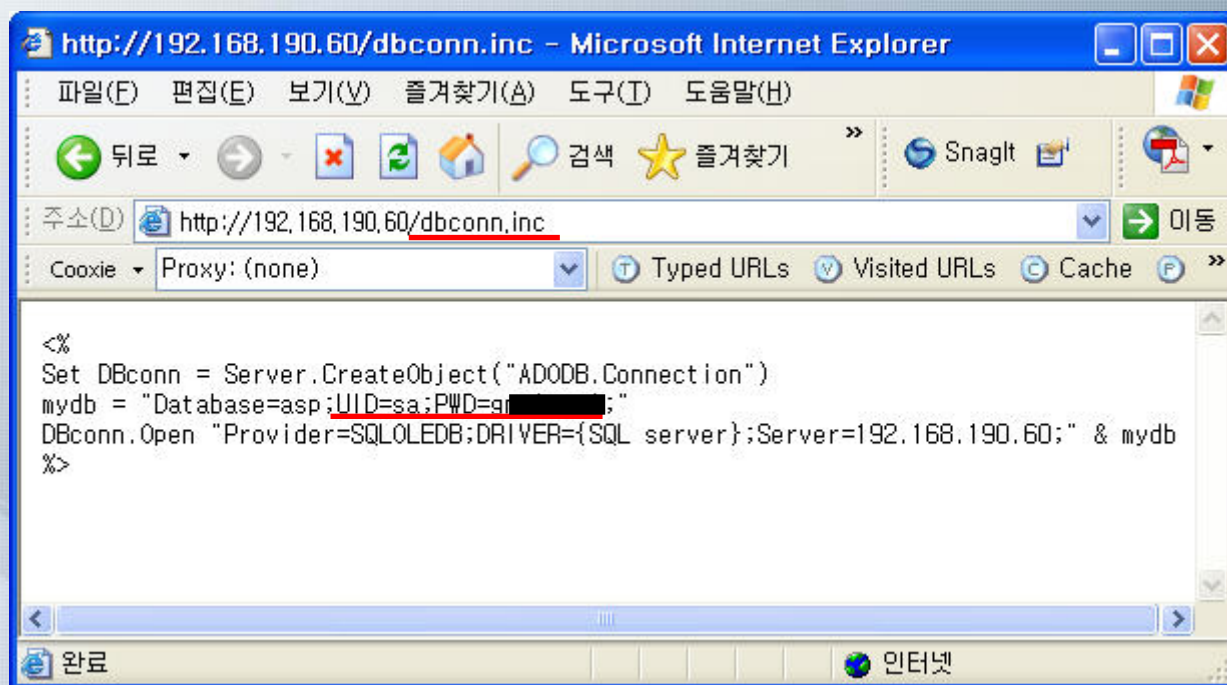 http://192.168.190.60/dbconn.inc - Microsoft Internet Explorer
파일(F) 편집(E) 보기(V) 즐겨찾기(A) 도구(T) 도움말(H)
뒤로 검색 즐겨찾기 » SnagIt
주소(D) http://192.168.190.60/dbconn.inc 이동
Cooxie Proxy: (none) T Typed URLs V Visited URLs C Cache P »
<%
Set DBconn = Server.CreateObject("ADODB.Connection")
mydb = "Database=asp;UID=sa;PWD=;"
DBconn.Open "Provider=SQLOLEDB;DRIVER={SQL server};Server=192.168.190.60;" & mydb
%>
완료 인터넷